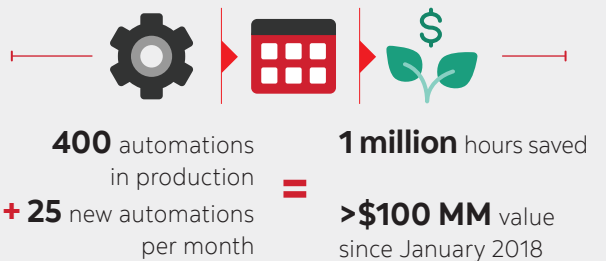 $
400 automations
in production
+ 25 new automations
per month
=
1 million hours saved
>$100 MM value
since January 2018